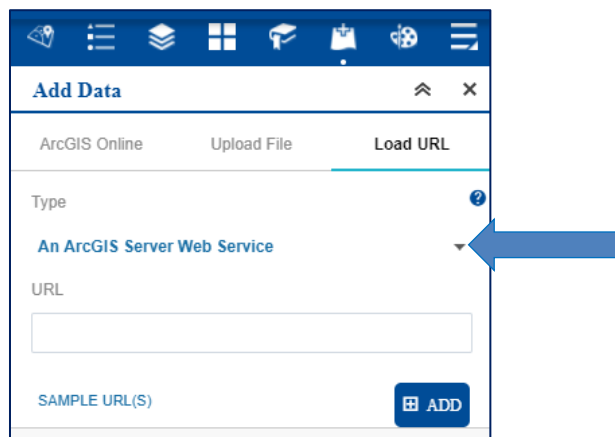 Add Data
ArcGIS Online Upload File Load URL
Type
An ArcGIS Server Web Service
URL
SAMPLE URL(S) ADD